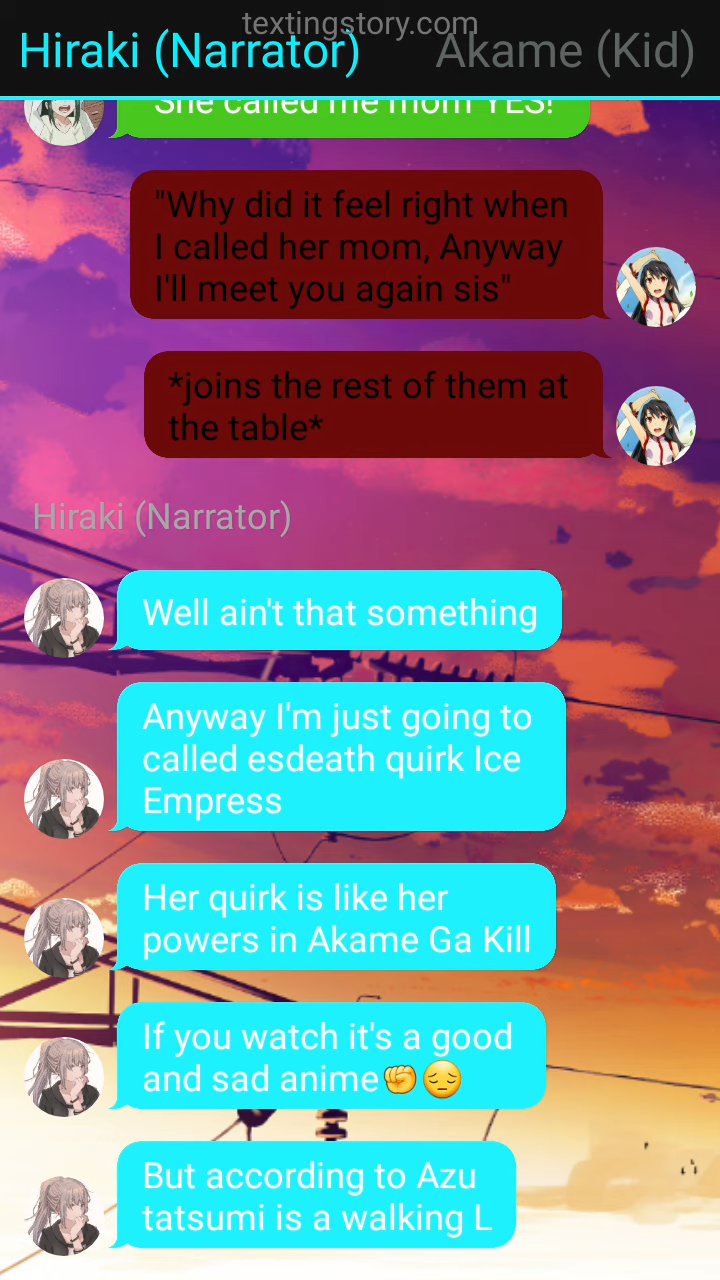 textingstory.com
Hiraki (Narrator) Akame (Kid)
She called me mom YES!
"Why did it feel right when
I called her mom, Anyway
I'll meet you again sis"
*joins the rest of them at
the table*
Hiraki (Narrator)
Well ain't that something
Anyway I'm just going to
called esdeath quirk Ice
Empress
Her quirk is like her
powers in Akame Ga Kill
If you watch it's a good
and sad anime✊😔
But according to Azu
tatsumi is a walking L